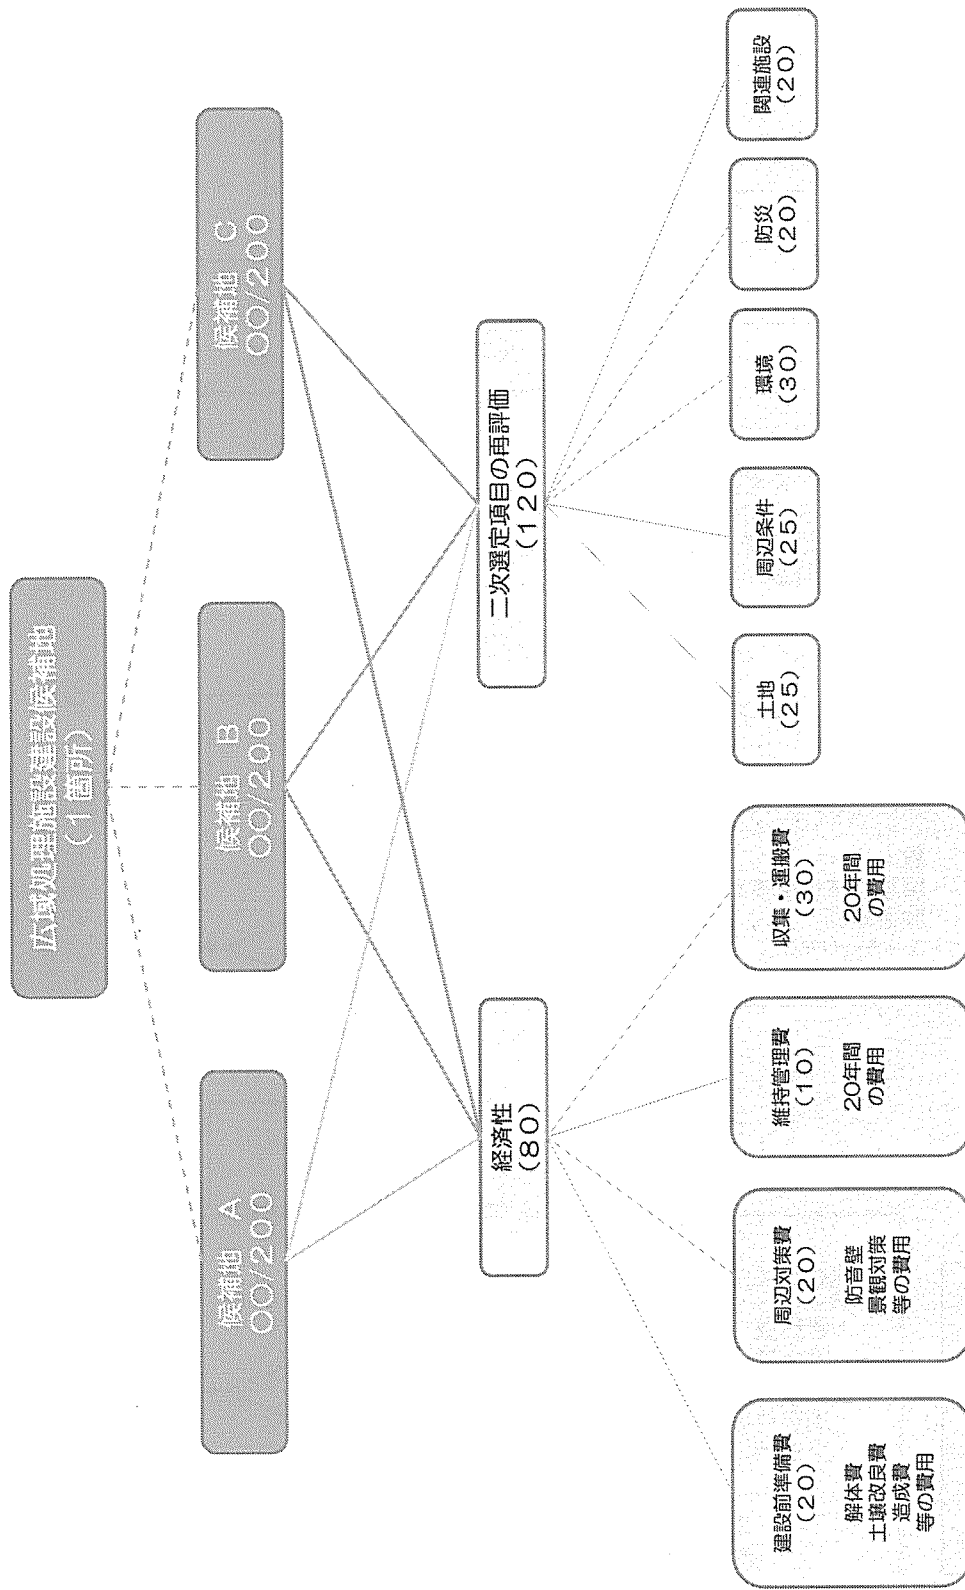 広域処理施設建設候補地
（１箇所）
候補地　A
○○/２００
候補地　B
○○/２００
候補地　C
○○/２００
経済性
（８０）
二次選定項目の再評価
（１２０）
建設前準備費
（２０）
解体費
土壌改良費
造成費
等の費用
周辺対策費
（２０）
防音壁
景観対策
等の費用
維持管理費
（１０）
20年間
の費用
収集・運搬費
（３０）
20年間
の費用
土地
（２５）
周辺条件
（２５）
環境
（３０）
防災
（２０）
関連施設
（２０）